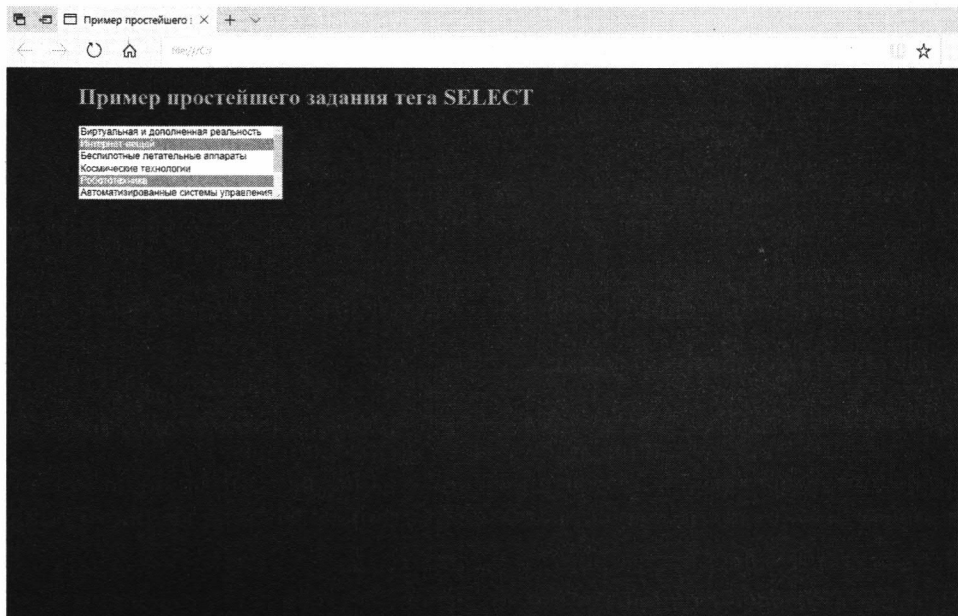 Пример простейшего :
file:///C:/
Пример простейшего задания тега SELECT
Виртуальная и дополненная реальность
Интернет вещей
Беспилотные летательные аппараты
Космические технологии
Робототехника
Автоматизированные системы управления